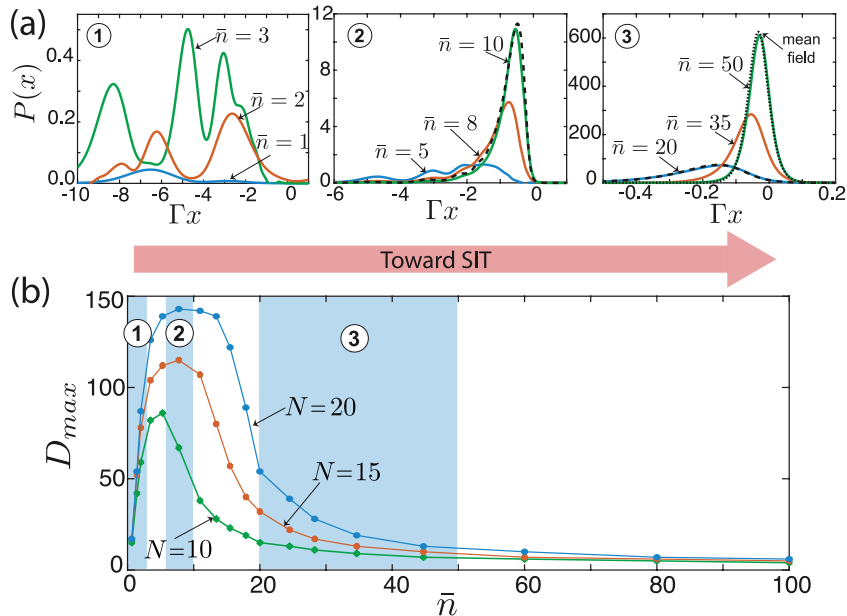 (a)
P(x)
0.4
0.2
0.0
1
n̄ = 3
n̄ = 2
n̄ = 1
-10 -8 -6 -4 -2 0
Γx
12
8
4
0
2
n̄ = 10
n̄ = 8
n̄ = 5
-6 -4 -2 0
Γx
600
400
200
0
3
mean
field
n̄ = 50
n̄ = 35
n̄ = 20
-0.4 -0.2 0 0.2
Γx
Toward SIT
(b)
D_max
150
100
50
0
1
2
3
N=20
N=15
N=10
0 20 40 60 80 100
n̄